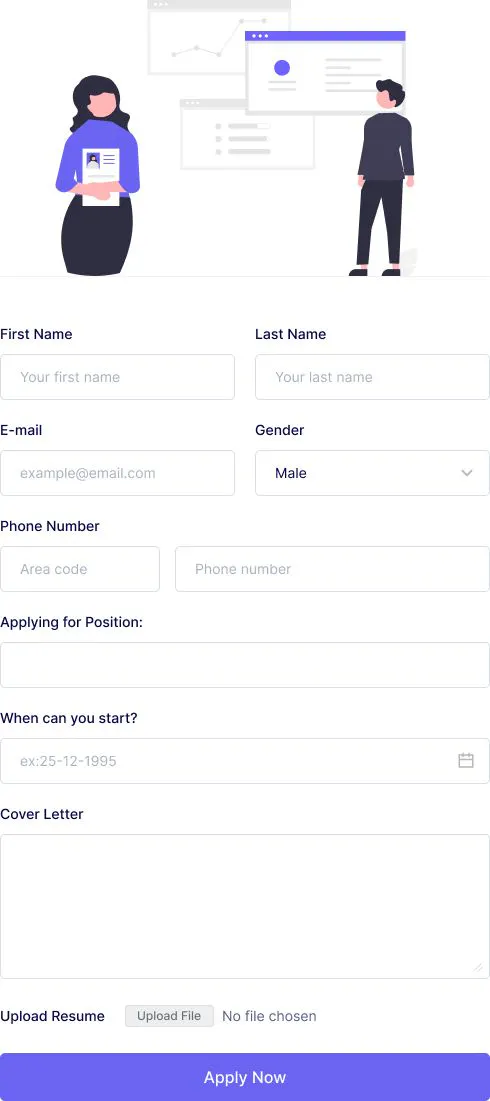 First Name Last Name
Your first name Your last name
E-mail Gender
example@email.com Male
Phone Number
Area code Phone number
Applying for Position:
When can you start?
ex:25-12-1995
Cover Letter
Upload Resume Upload File No file chosen
Apply Now